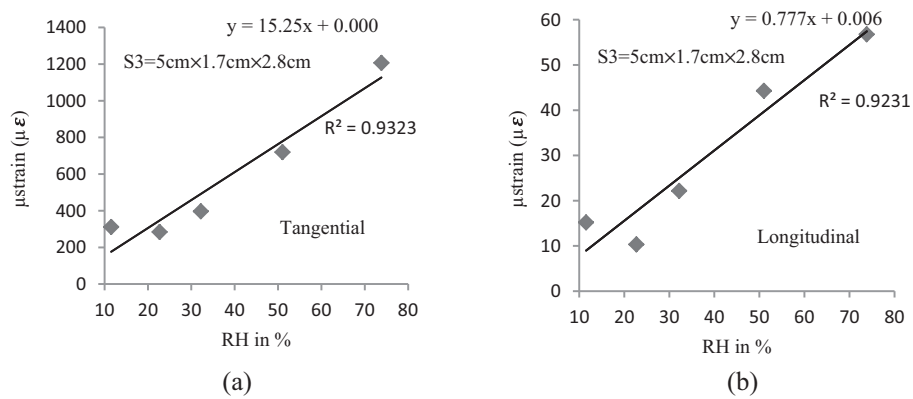 y = 15.25x + 0.000
S3=5cm×1.7cm×2.8cm
R² = 0.9323
Tangential
µstrain (µ ε)
1400
1200
1000
800
600
400
200
0
10 20 30 40 50 60 70 80
RH in %
(a)
y = 0.777x + 0.006
S3=5cm×1.7cm×2.8cm
R² = 0.9231
Longitudinal
µstrain (µ ε)
60
50
40
30
20
10
0
10 20 30 40 50 60 70 80
RH in %
(b)